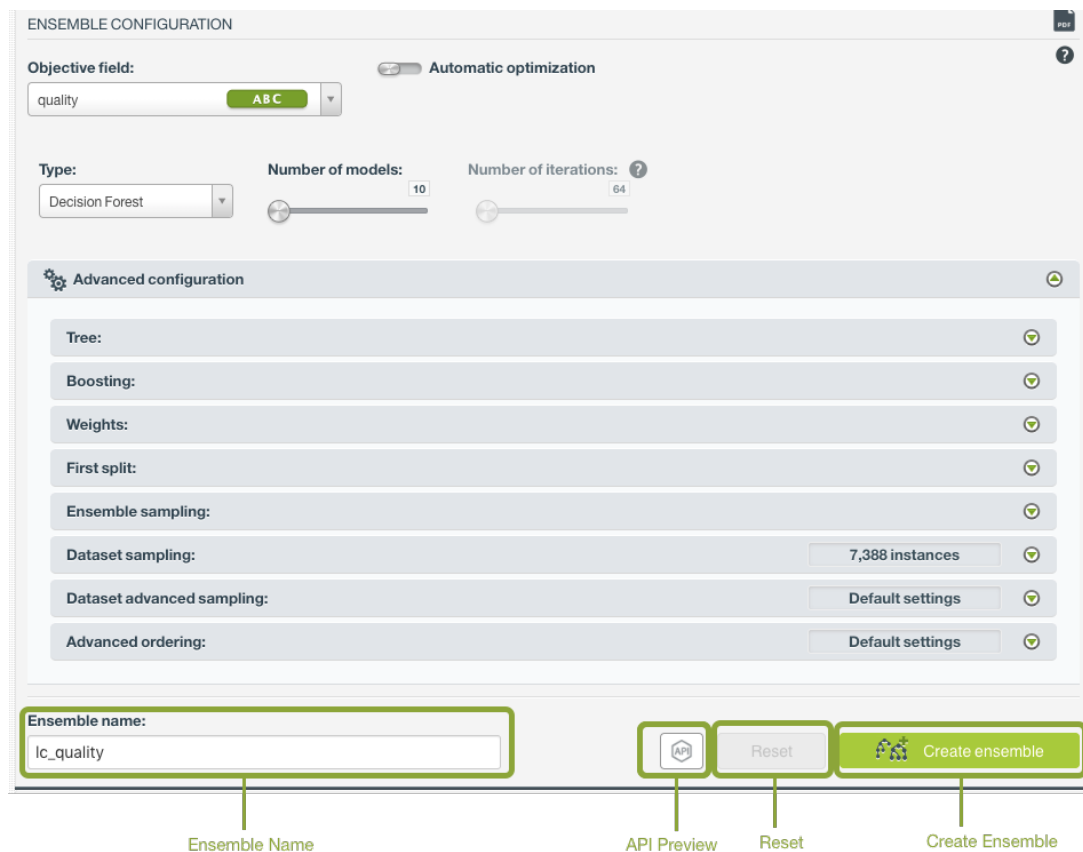 ENSEMBLE CONFIGURATION
PDF
?
Objective field:
Automatic optimization
quality
ABC
Type:
Number of models:
Number of iterations: ?
10
64
Decision Forest
Advanced configuration
Tree:
Boosting:
Weights:
First split:
Ensemble sampling:
Dataset sampling:
7,388 instances
Dataset advanced sampling:
Default settings
Advanced ordering:
Default settings
Ensemble name:
lc_quality
API
Reset
Create ensemble
Ensemble Name
API Preview
Reset
Create Ensemble